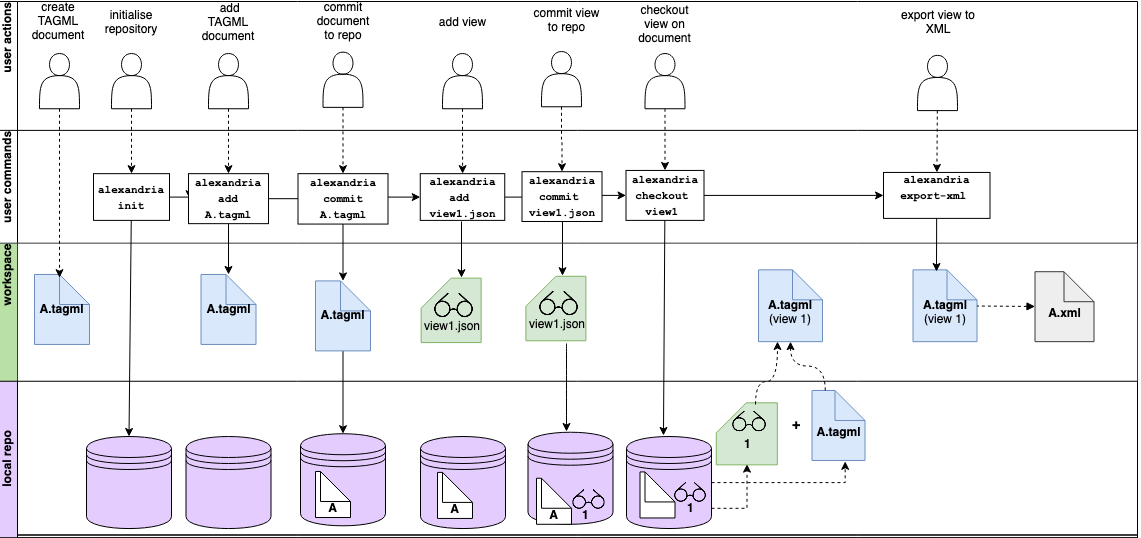 user actions
create
TAGML
document
initialise
repository
add
TAGML
document
commit
document
to repo
add view
commit view
to repo
checkout
view on
document
export view to
XML
user commands
alexandria
init
alexandria
add
A.tagml
alexandria
commit
A.tagml
alexandria
add
view1.json
alexandria
commit
view1.json
alexandria
checkout
view1
alexandria
export-xml
workspace
A.tagml
A.tagml
A.tagml
view1.json
view1.json
A.tagml
(view 1)
A.tagml
(view 1)
A.xml
local repo
A
A
A
1
1
1
+
A.tagml